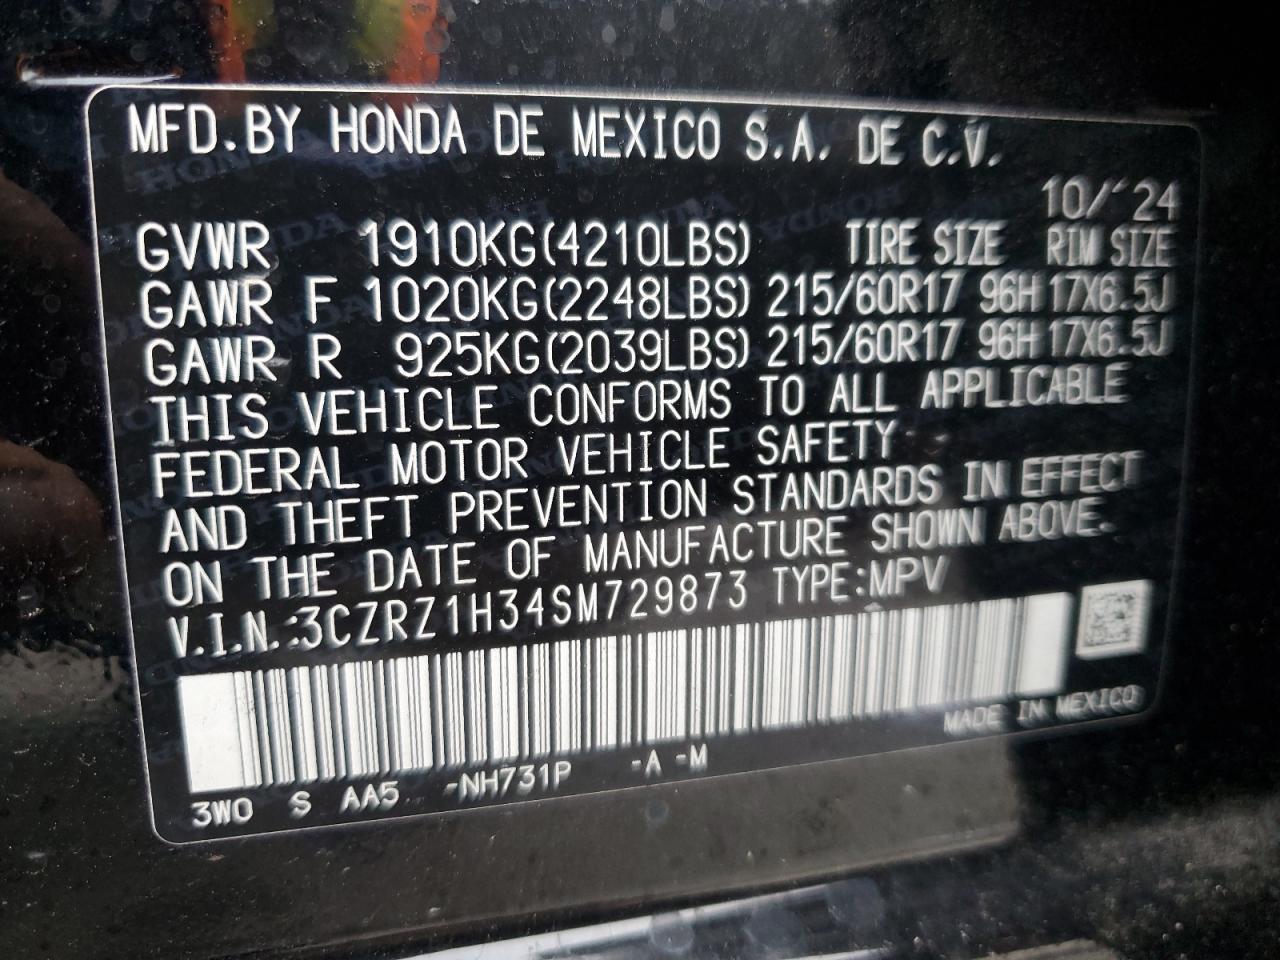 MFD.BY HONDA DE MEXICO S.A. DE C.V.
10/'24
GVWR 1910KG(4210LBS) TIRE SIZE RIM SIZE
GAWR F 1020KG(2248LBS) 215/60R17 96H 17X6.5J
GAWR R 925KG(2039LBS) 215/60R17 96H 17X6.5J
THIS VEHICLE CONFORMS TO ALL APPLICABLE
FEDERAL MOTOR VEHICLE SAFETY
AND THEFT PREVENTION STANDARDS IN EFFECT
ON THE DATE OF MANUFACTURE SHOWN ABOVE.
V.I.N.:3CZRZ1H34SM729873 TYPE:MPV
MADE IN MEXICO
3W0 S AA5 -NH731P -A -M